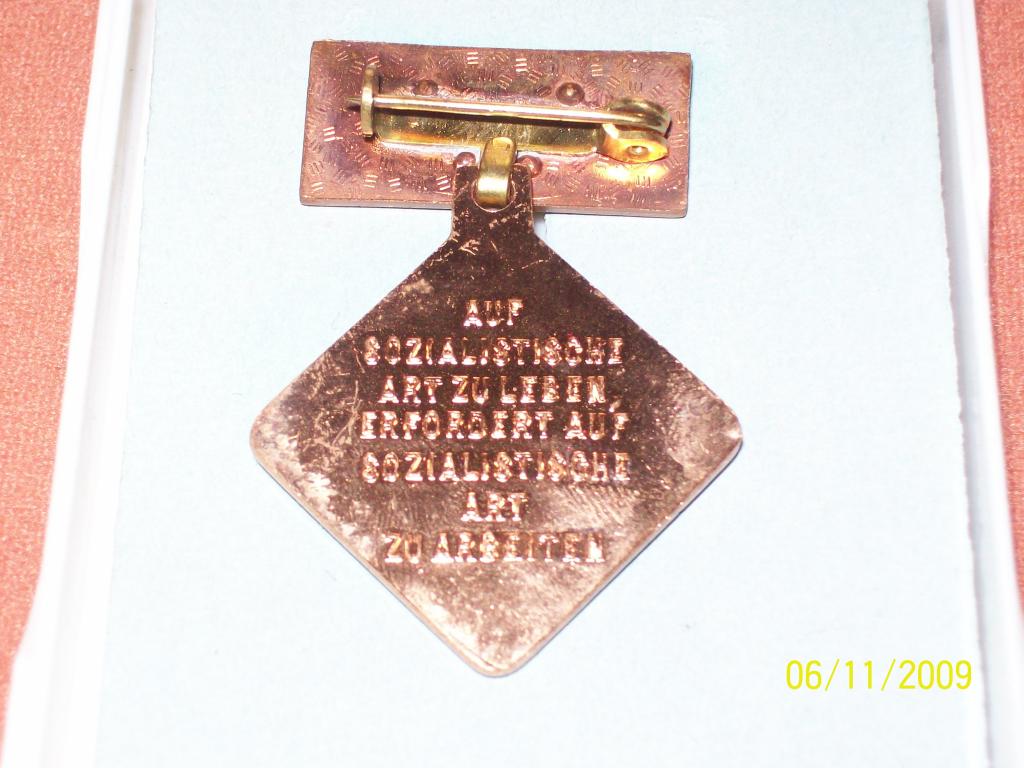 AUF
SOZIALISTISCHE
ART ZU LEBEN,
ERFORDERT AUF
SOZIALISTISCHE
ART
ZU ARBEITEN
06/11/2009